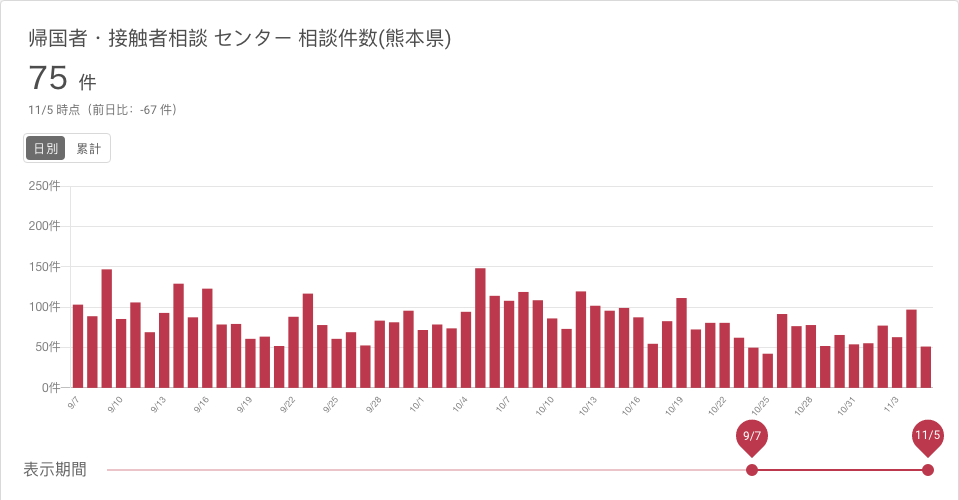 帰国者・接触者相談 センター 相談件数(熊本県)
75 件
11/5 時点（前日比： -67 件）
日別 累計
250件
200件
150件
100件
50件
0件
9/7 9/10 9/13 9/16 9/19 9/22 9/25 9/28 10/1 10/4 10/7 10/10 10/13 10/16 10/19 10/22 10/25 10/28 10/31 11/3
9/7 11/5
表示期間